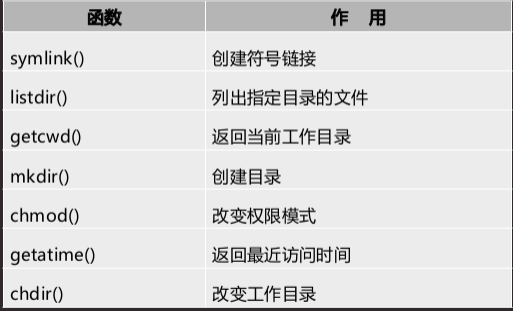 函数 作 用
symlink() 创建符号链接
listdir() 列出指定目录的文件
getcwd() 返回当前工作目录
mkdir() 创建目录
chmod() 改变权限模式
getatime() 返回最近访问时间
chdir() 改变工作目录